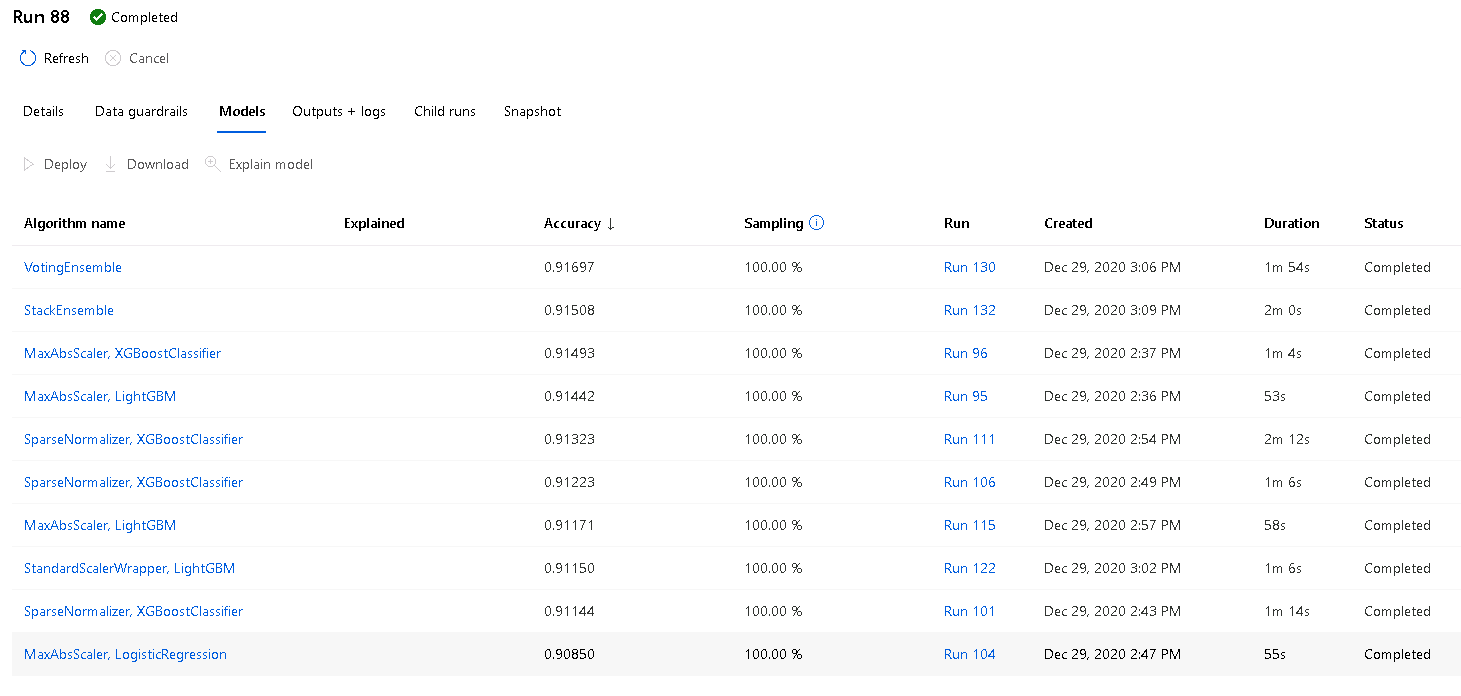 Run 88 Completed
Refresh Cancel
Details Data guardrails Models Outputs + logs Child runs Snapshot
Deploy Download Explain model
Algorithm name Explained Accuracy ↓ Sampling Run Created Duration Status
VotingEnsemble 0.91697 100.00 % Run 130 Dec 29, 2020 3:06 PM 1m 54s Completed
StackEnsemble 0.91508 100.00 % Run 132 Dec 29, 2020 3:09 PM 2m 0s Completed
MaxAbsScaler, XGBoostClassifier 0.91493 100.00 % Run 96 Dec 29, 2020 2:37 PM 1m 4s Completed
MaxAbsScaler, LightGBM 0.91442 100.00 % Run 95 Dec 29, 2020 2:36 PM 53s Completed
SparseNormalizer, XGBoostClassifier 0.91323 100.00 % Run 111 Dec 29, 2020 2:54 PM 2m 12s Completed
SparseNormalizer, XGBoostClassifier 0.91223 100.00 % Run 106 Dec 29, 2020 2:49 PM 1m 6s Completed
MaxAbsScaler, LightGBM 0.91171 100.00 % Run 115 Dec 29, 2020 2:57 PM 58s Completed
StandardScalerWrapper, LightGBM 0.91150 100.00 % Run 122 Dec 29, 2020 3:02 PM 1m 6s Completed
SparseNormalizer, XGBoostClassifier 0.91144 100.00 % Run 101 Dec 29, 2020 2:43 PM 1m 14s Completed
MaxAbsScaler, LogisticRegression 0.90850 100.00 % Run 104 Dec 29, 2020 2:47 PM 55s Completed